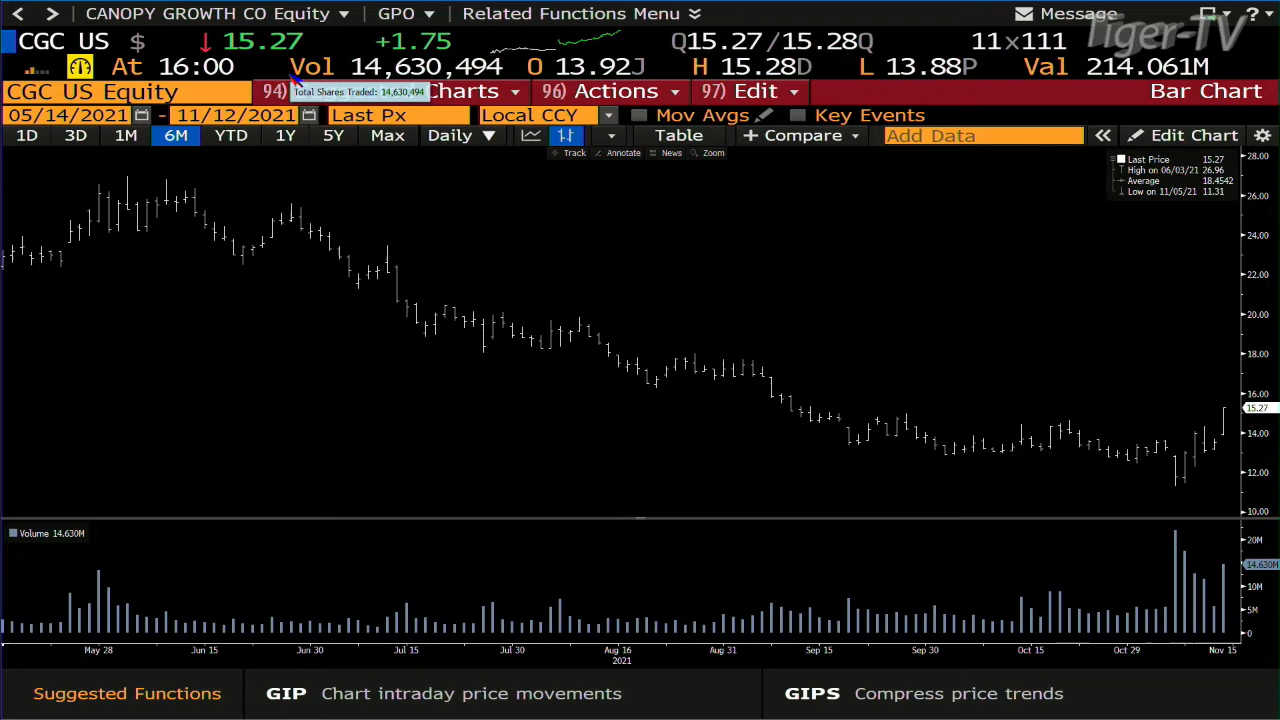 CANOPY GROWTH CO Equity GPO Related Functions Menu Message ?
Tiger-TV
CGC US $ ↓ 15.27 +1.75 Q15.27/15.28Q 11×111
At 16:00 Vol 14,630,494 O 13.92J H 15.28D L 13.88P Val 214.061M
CGC US Equity 94) Charts 96) Actions 97) Edit Bar Chart
Total Shares Traded: 14,630,494
05/14/2021 - 11/12/2021 Last Px Local CCY Mov Avgs Key Events
1D 3D 1M 6M YTD 1Y 5Y Max Daily ▼ Table + Compare Add Data « Edit Chart
Track Annotate News Zoom
Last Price 15.27
High on 06/03/21 26.96
Average 18.4542
Low on 11/05/21 11.31
28.00
26.00
24.00
22.00
20.00
18.00
16.00
15.27
14.00
12.00
10.00
Volume 14.630M
20M
14.630M
10M
5M
0
May 28 Jun 15 Jun 30 Jul 15 Jul 30 Aug 16 Aug 31 Sep 15 Sep 30 Oct 15 Oct 29 Nov 15
2021
Suggested Functions GIP Chart intraday price movements GIPS Compress price trends